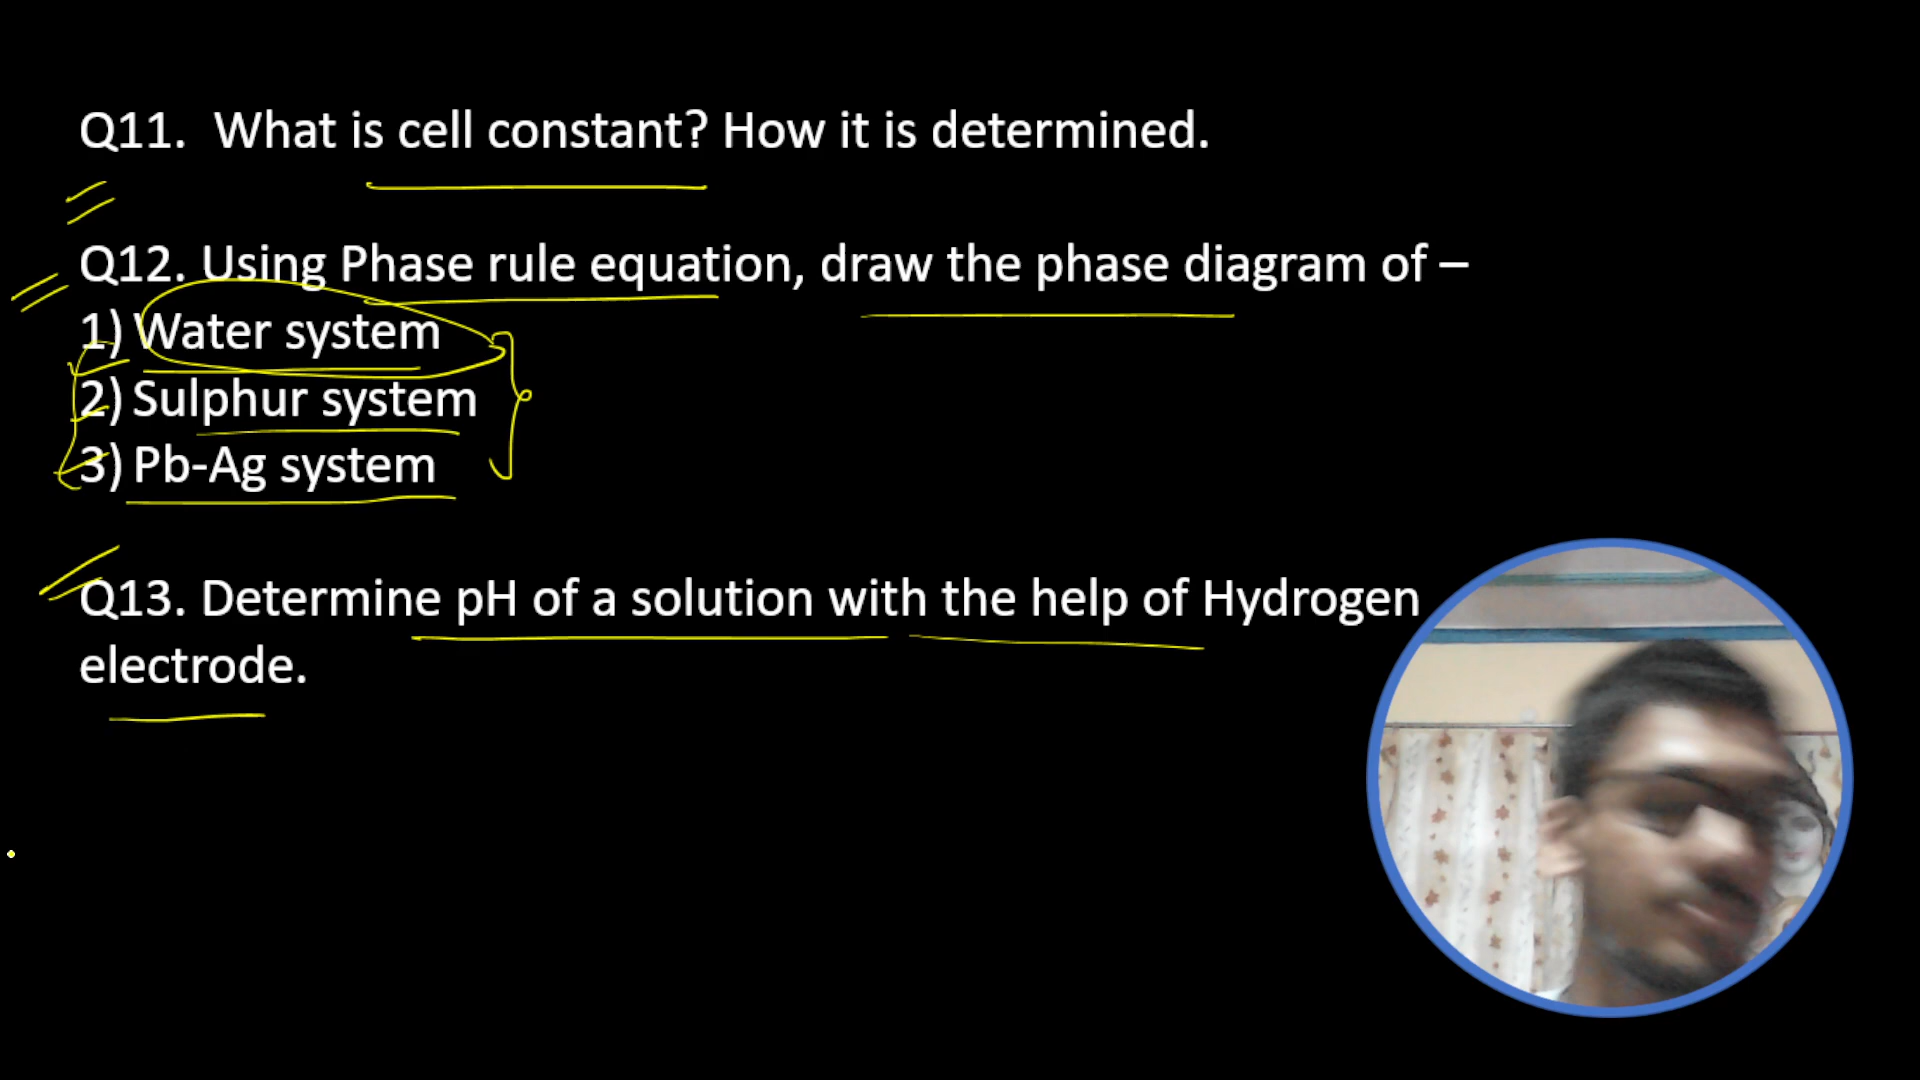 Q11. What is cell constant? How it is determined.
Q12. Using Phase rule equation, draw the phase diagram of –
1) Water system
2) Sulphur system
3) Pb-Ag system
Q13. Determine pH of a solution with the help of Hydrogen
electrode.